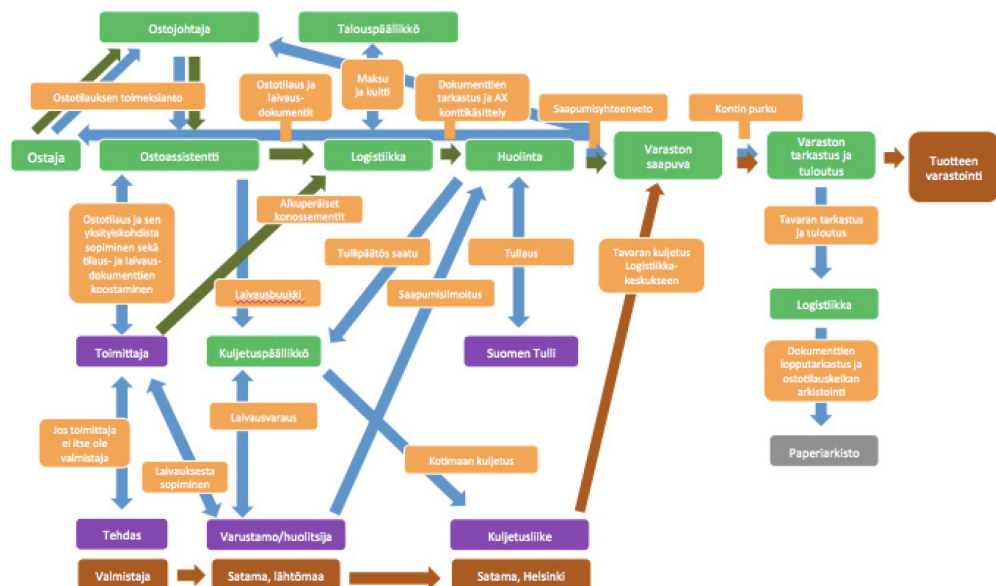 Ostojohtaja
Talouspäällikkö
Ostotilauksen toimeksianto
Ostotilaus ja
laivaus-
dokumentit
Maksu
ja kuitti
Dokumenttien
tarkastus ja AX
konttikäsittely
Saapumisyhteenveto
Kontin purku
Ostaja
Ostoassistentti
Logistiikka
Huolinta
Varaston
saapuva
Varaston
tarkastus ja
tuloutus
Tuotteen
varastointi
Ostotilaus ja sen
yksityiskohdista
sopiminen sekä
tilaus- ja laivaus-
dokumenttien
koostaminen
Alkuperäiset
konossementit
Tullipäätös saatu
Tullaus
Tavaran kuljetus
Logistiikka-
keskukseen
Tavaran tarkastus
ja tuloutus
Laivausbuukki
Saapumisilmoitus
Logistiikka
Toimittaja
Kuljetuspäällikkö
Suomen Tulli
Dokumenttien
lopputarkastus ja
ostotilauskeikan
arkistointi
Jos toimittaja
ei itse ole
valmistaja
Laivausvaraus
Laivauksesta
sopiminen
Kotimaan kuljetus
Paperiarkisto
Tehdas
Varustamo/huolitsija
Kuljetusliike
Valmistaja
Satama, lähtömaa
Satama, Helsinki